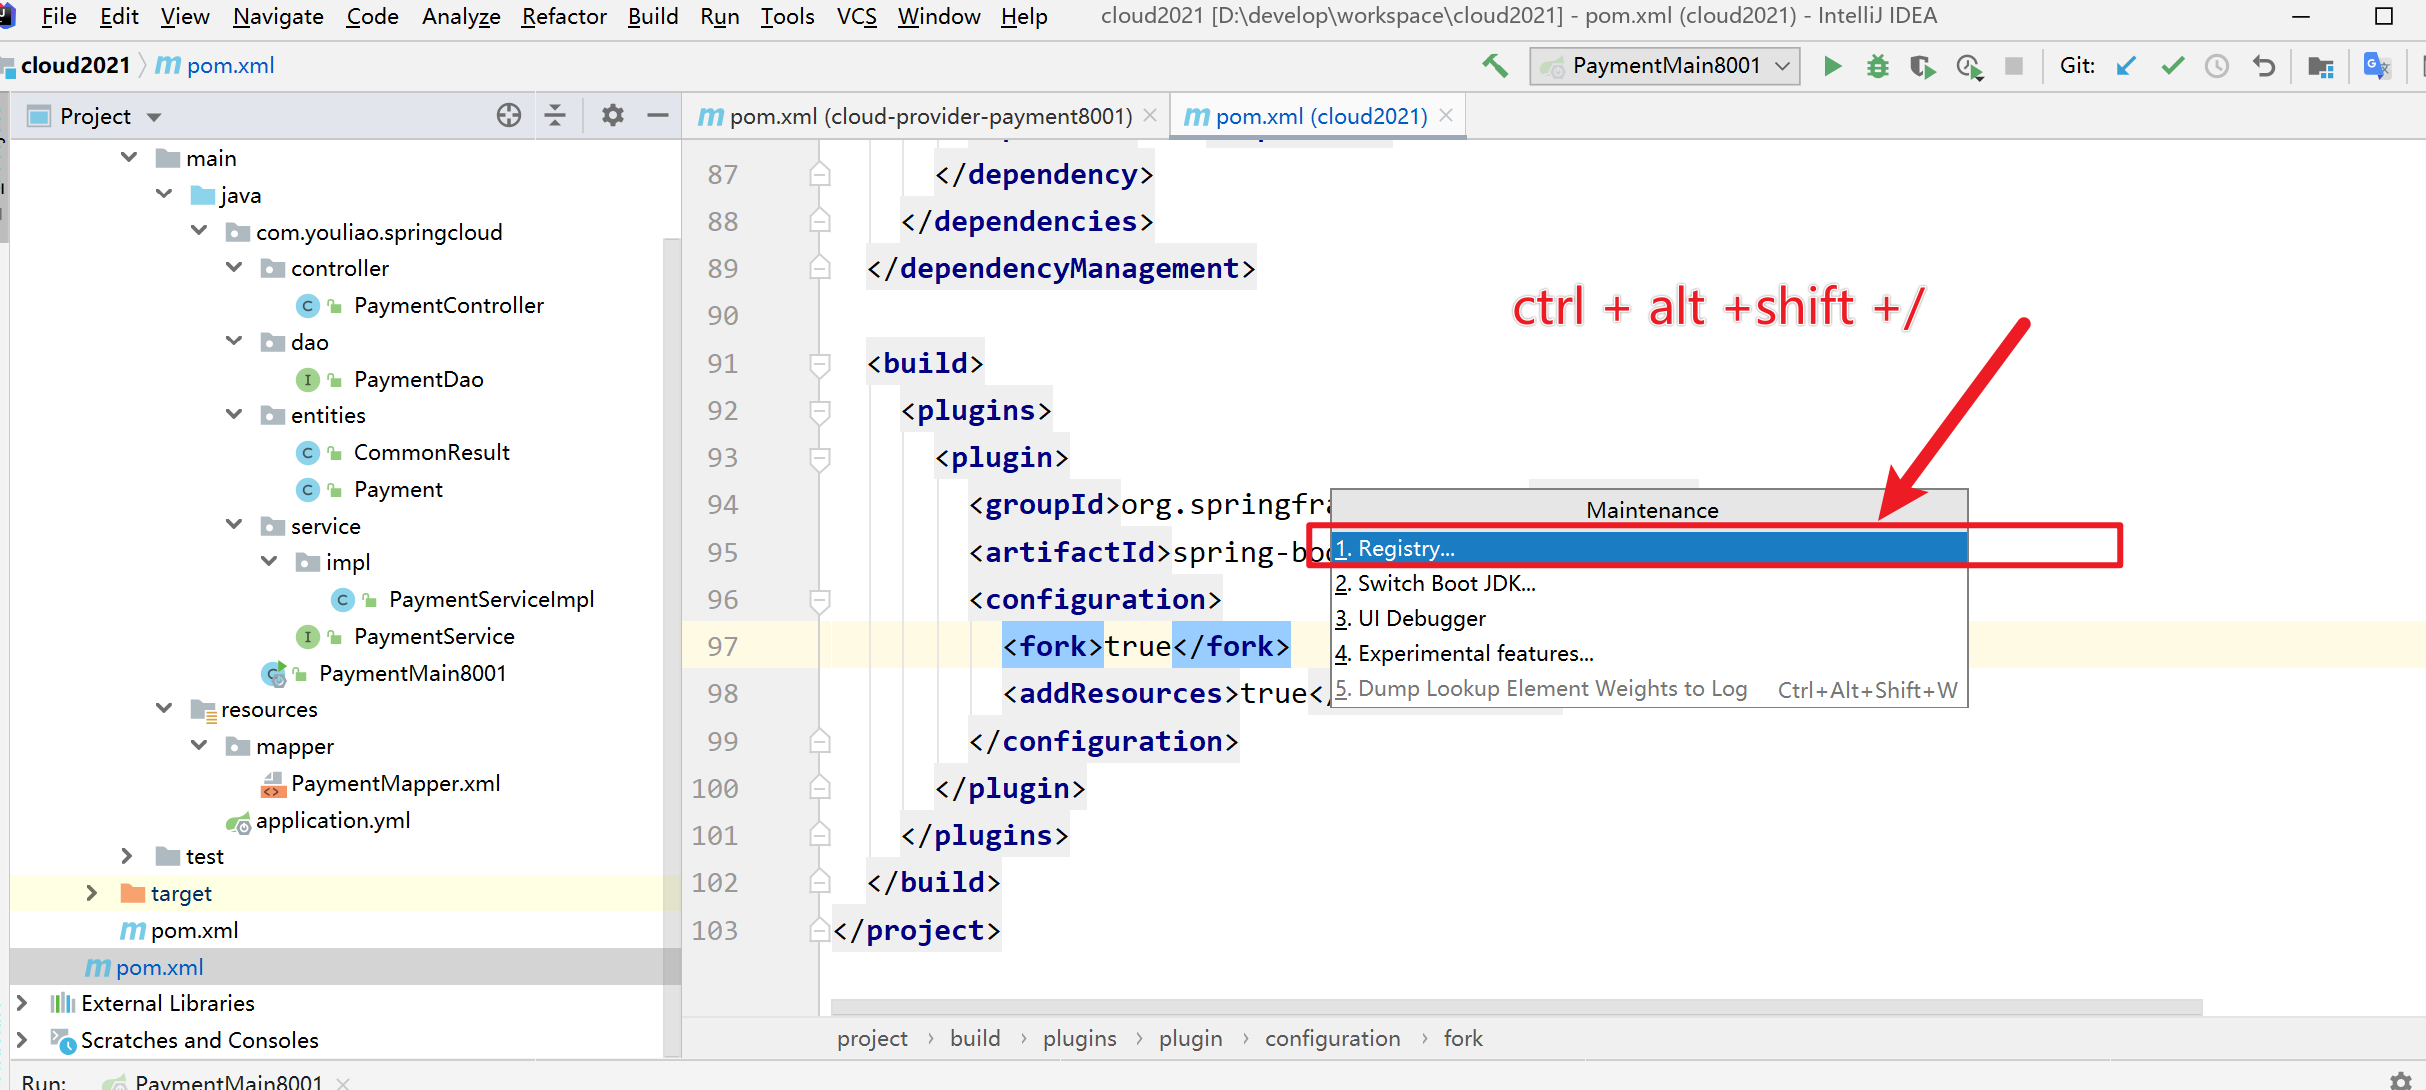 File Edit View Navigate Code Analyze Refactor Build Run Tools VCS Window Help cloud2021 [D:\develop\workspace\cloud2021] - pom.xml (cloud2021) - IntelliJ IDEA
cloud2021 pom.xml PaymentMain8001 Git:
Project
main
java
com.youliao.springcloud
controller
PaymentController
dao
PaymentDao
entities
CommonResult
Payment
service
impl
PaymentServiceImpl
PaymentService
PaymentMain8001
resources
mapper
PaymentMapper.xml
application.yml
test
target
pom.xml
pom.xml
External Libraries
Scratches and Consoles
pom.xml (cloud-provider-payment8001) pom.xml (cloud2021)
87 </dependency>
88 </dependencies>
89 </dependencyManagement>
90
91 <build>
92 <plugins>
93 <plugin>
94 <groupId>org.springfra
95 <artifactId>spring-boo
96 <configuration>
97 <fork>true</fork>
98 <addResources>true</
99 </configuration>
100 </plugin>
101 </plugins>
102 </build>
103 </project>
ctrl + alt +shift +/
Maintenance
1. Registry...
2. Switch Boot JDK...
3. UI Debugger
4. Experimental features...
5. Dump Lookup Element Weights to Log Ctrl+Alt+Shift+W
project › build › plugins › plugin › configuration › fork
Run: PaymentMain8001